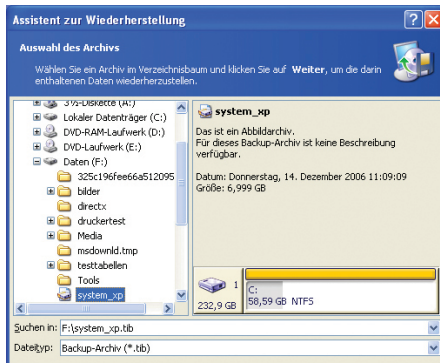 Assistent zur Wiederherstellung
Auswahl des Archivs
Wählen Sie ein Archiv im Verzeichnisbaum und klicken Sie auf Weiter, um die darin
enthaltenen Daten wiederherzustellen.
3½-Diskette (A:)
Lokaler Datenträger (C:)
DVD-RAM-Laufwerk (D:)
DVD-Laufwerk (E:)
Daten (F:)
325c196fee66a512095
bilder
directx
druckertest
Media
msdownld.tmp
testtabellen
Tools
system_xp
system_xp
Das ist ein Abbildarchiv.
Für dieses Backup-Archiv ist keine Beschreibung
verfügbar.
Datum: Donnerstag, 14. Dezember 2006 11:09:09
Größe: 6,999 GB
1
232,9 GB
C:
58,59 GB NTFS
Suchen in: F:\system_xp.tib
Dateityp: Backup-Archiv (*.tib)